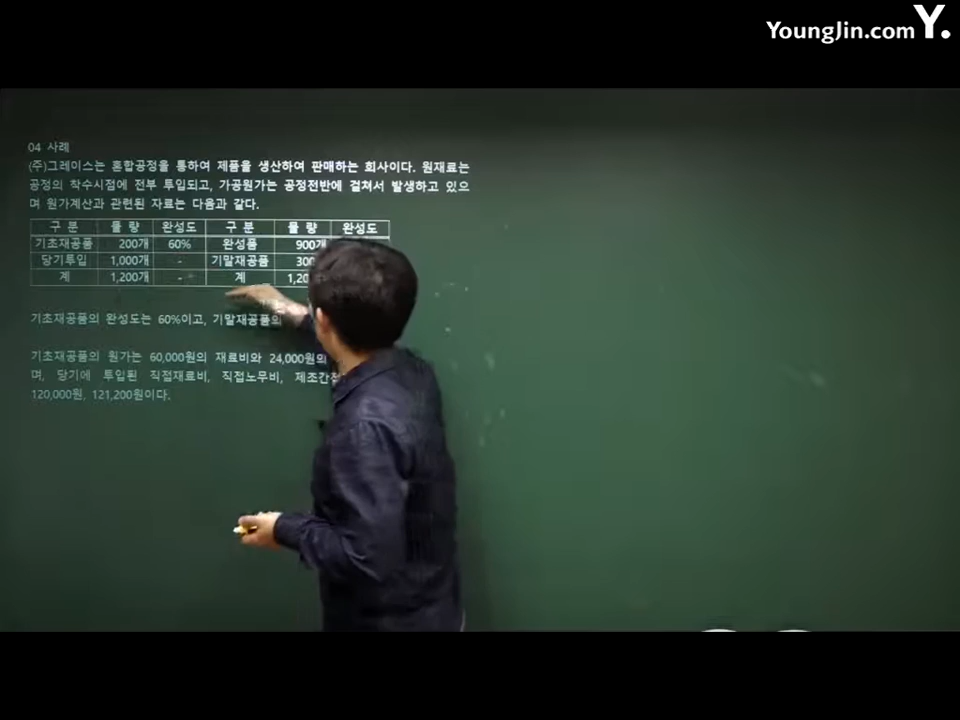 YoungJin.com Y.
04 사례
(주)그레이스는 혼합공정을 통하여 제품을 생산하여 판매하는 회사이다. 원재료는
공정의 착수시점에 전부 투입되고, 가공원가는 공정전반에 걸쳐서 발생하고 있으
며 원가계산과 관련된 자료는 다음과 같다.
구 분 물 량 완성도 구 분 물 량 완성도
기초재공품 200개 60% 완성품 900개
당기투입 1,000개 - 기말재공품 300
계 1,200개 - 계 1,20
기초재공품의 완성도는 60%이고, 기말재공품의
기초재공품의 원가는 60,000원의 재료비와 24,000원의
며, 당기에 투입된 직접재료비, 직접노무비, 제조간접
120,000원, 121,200원이다.